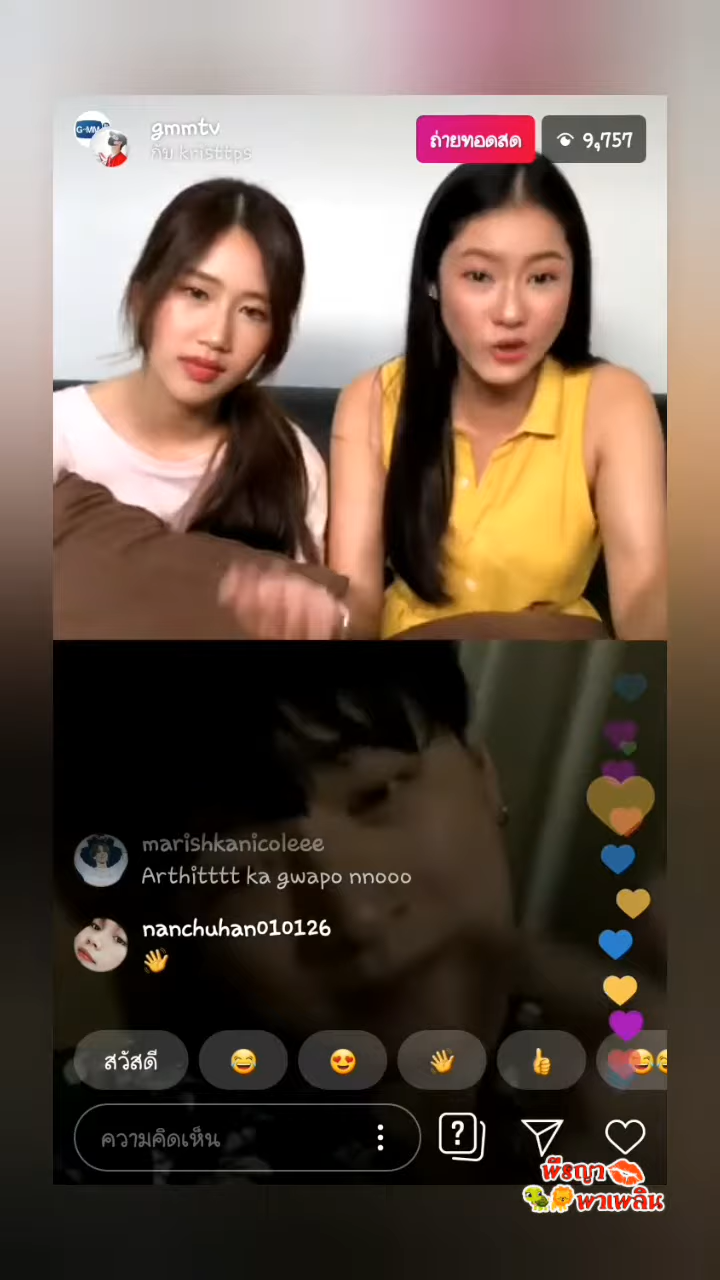 G-MM
gmmtv
กับ kristtps
ถ่ายทอดสด
9,757
marishkanicoleee
Arthitttt ka gwapo nnooo
nanchuhan010126
สวัสดี
ความคิดเห็น
?
พีรญา
พาเพลิน